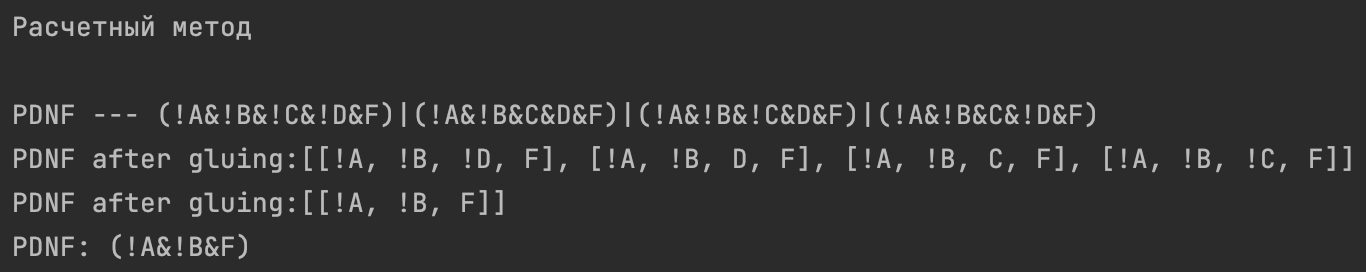 Расчетный метод
PDNF --- (!A&!B&!C&!D&F)|(!A&!B&C&D&F)|(!A&!B&!C&D&F)|(!A&!B&C&!D&F)
PDNF after gluing:[[!A, !B, !D, F], [!A, !B, D, F], [!A, !B, C, F], [!A, !B, !C, F]]
PDNF after gluing:[[!A, !B, F]]
PDNF: (!A&!B&F)